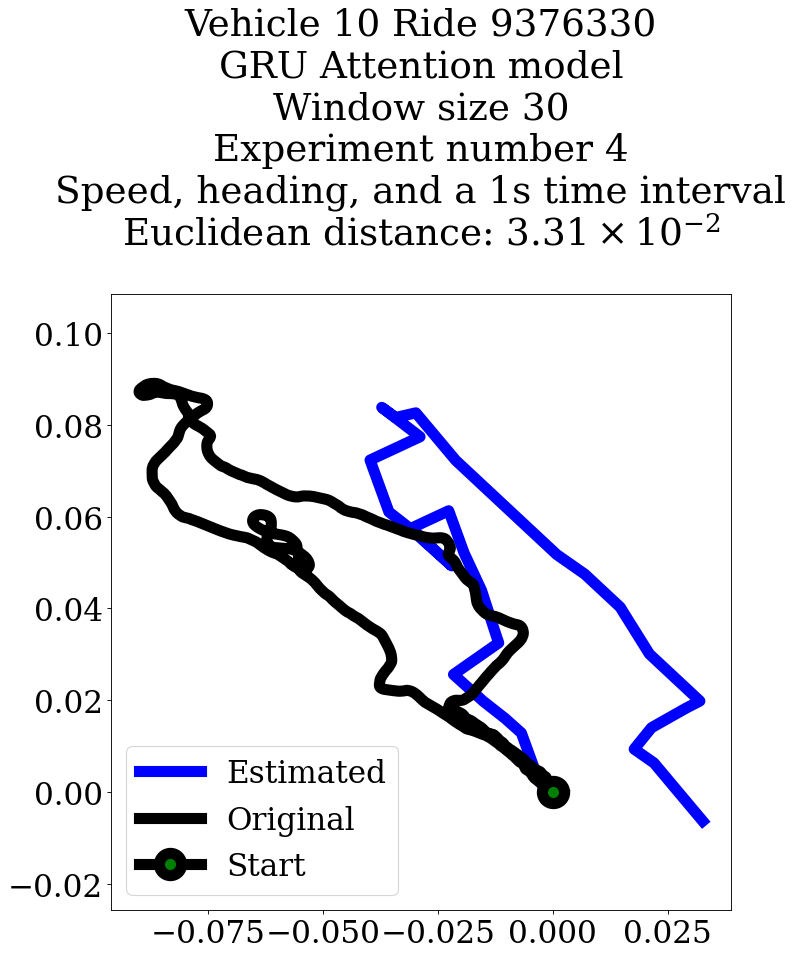 Vehicle 10 Ride 9376330
GRU Attention model
Window size 30
Experiment number 4
Speed, heading, and a 1s time interval
Euclidean distance: 3.31 × 10⁻²
0.10
0.08
0.06
0.04
0.02
0.00
−0.02
Estimated
Original
Start
−0.075 −0.050 −0.025 0.000 0.025